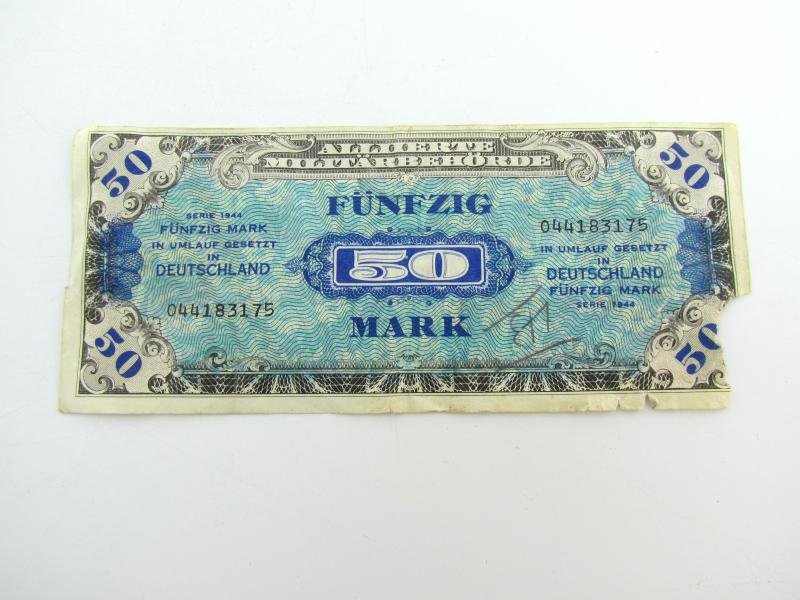 50
50
ALLIIERTE
MILITÄRBEHÖRDE
FÜNFZIG
SERIE 1944
FÜNFZIG MARK
IN UMLAUF GESETZT
IN
DEUTSCHLAND
044183175
50
044183175
IN UMLAUF GESETZT
IN
DEUTSCHLAND
FÜNFZIG MARK
SERIE 1944
MARK
50
50